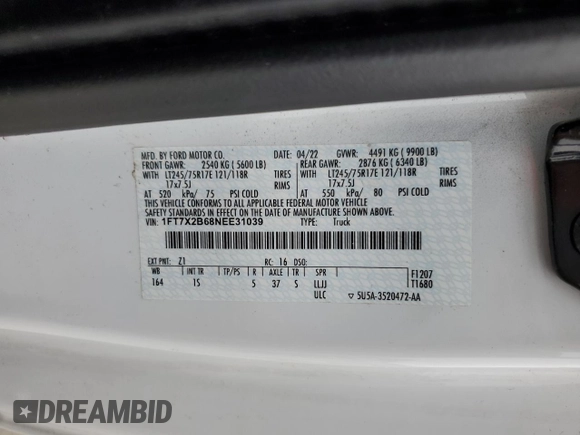 MFD. BY FORD MOTOR CO.
04/22 GVWR: 4491 KG ( 9900 LB)
FRONT GAWR: 2540 KG ( 5600 LB) REAR GAWR: 2876 KG ( 6340 LB)
WITH LT245/75R17E 121/118R TIRES WITH LT245/75R17E 121/118R TIRES
17x7.5J RIMS 17x7.5J RIMS
AT 520 kPa/ 75 PSI COLD AT 550 kPa/ 80 PSI COLD
THIS VEHICLE CONFORMS TO ALL APPLICABLE FEDERAL MOTOR VEHICLE
SAFETY STANDARDS IN EFFECT ON THE DATE OF MANUFACTURE SHOWN ABOVE.
VIN: 1FT7X2B68NEE31039 TYPE: Truck
EXT PNT: Z1 RC: 16 DSO:
WB INT TR TP/PS R AXLE TR SPR
164 15 5 37 S LLJJ
ULC
F1207
T1680
▽ 5U5A-3520472-AA
DREAMBID